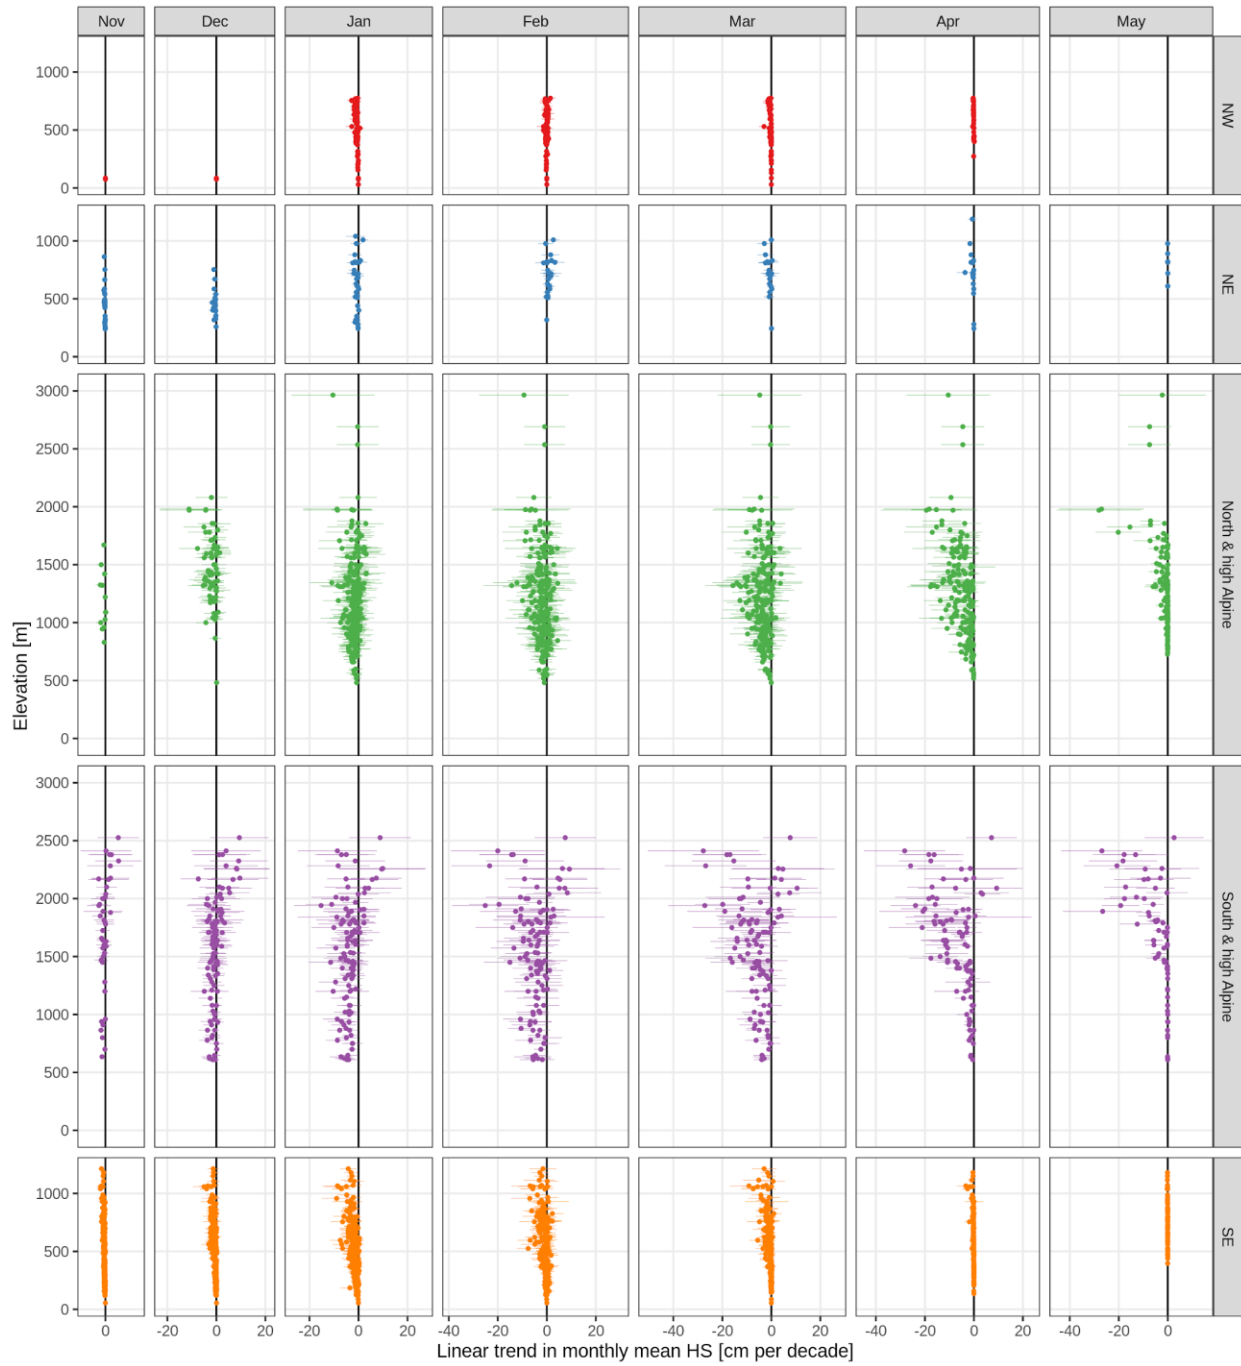 Nov Dec Jan Feb Mar Apr May
1000
500
0
NW
1000
500
0
NE
3000
2500
2000
1500
1000
500
0
North & high Alpine
Elevation [m]
3000
2500
2000
1500
1000
500
0
South & high Alpine
1000
500
0
SE
0 -20 0 20 -20 0 20 -40 -20 0 20 -40 -20 0 20 -40 -20 0 20 -40 -20 0
Linear trend in monthly mean HS [cm per decade]